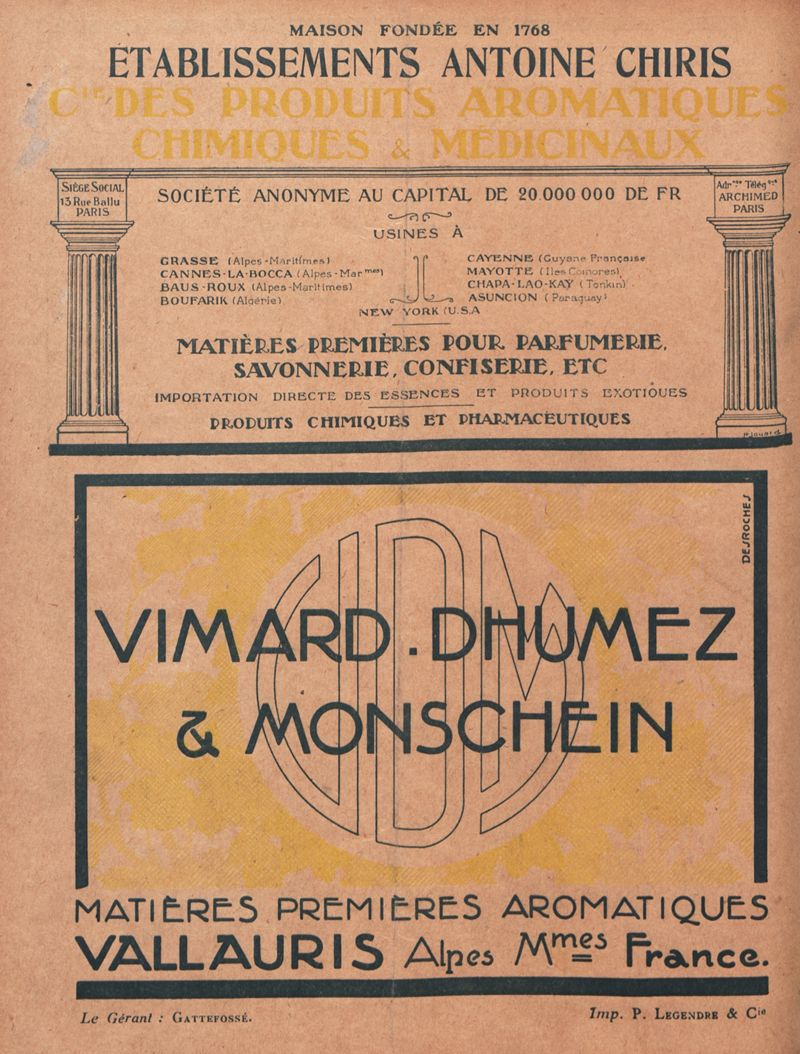 MAISON FONDÉE EN 1768
ÉTABLISSEMENTS ANTOINE CHIRIS
Cie DES PRODUITS AROMATIQUES
CHIMIQUES & MÉDICINAUX
SIÈGE SOCIAL
13 Rue Ballu
PARIS
Adrsse Télégque
ARCHIMED
PARIS
SOCIÉTÉ ANONYME AU CAPITAL DE 20.000 000 DE FR
USINES À
GRASSE (Alpes-Maritimes)
CANNES-LA-BOCCA (Alpes-Marmes)
BAUS-ROUX (Alpes-Maritimes)
BOUFARIK (Algérie)
CAYENNE (Guyane Française
MAYOTTE (Iles Comores)
CHAPA-LAO-KAY (Tonkin)
ASUNCION (Paraguay)
NEW YORK (U.S.A
MATIÈRES PREMIÈRES POUR PARFUMERIE,
SAVONNERIE, CONFISERIE, ETC
IMPORTATION DIRECTE DES ESSENCES ET PRODUITS EXOTIQUES
PRODUITS CHIMIQUES ET PHARMACEUTIQUES
DESROCHES
VDM
VIMARD. DHUMEZ
& MONSCHEIN
MATIÈRES PREMIÈRES AROMATIQUES
VALLAURIS Alpes Mmes France.
Le Gérant : GATTEFOSSÉ.
Imp. P. LEGENDRE & Cie